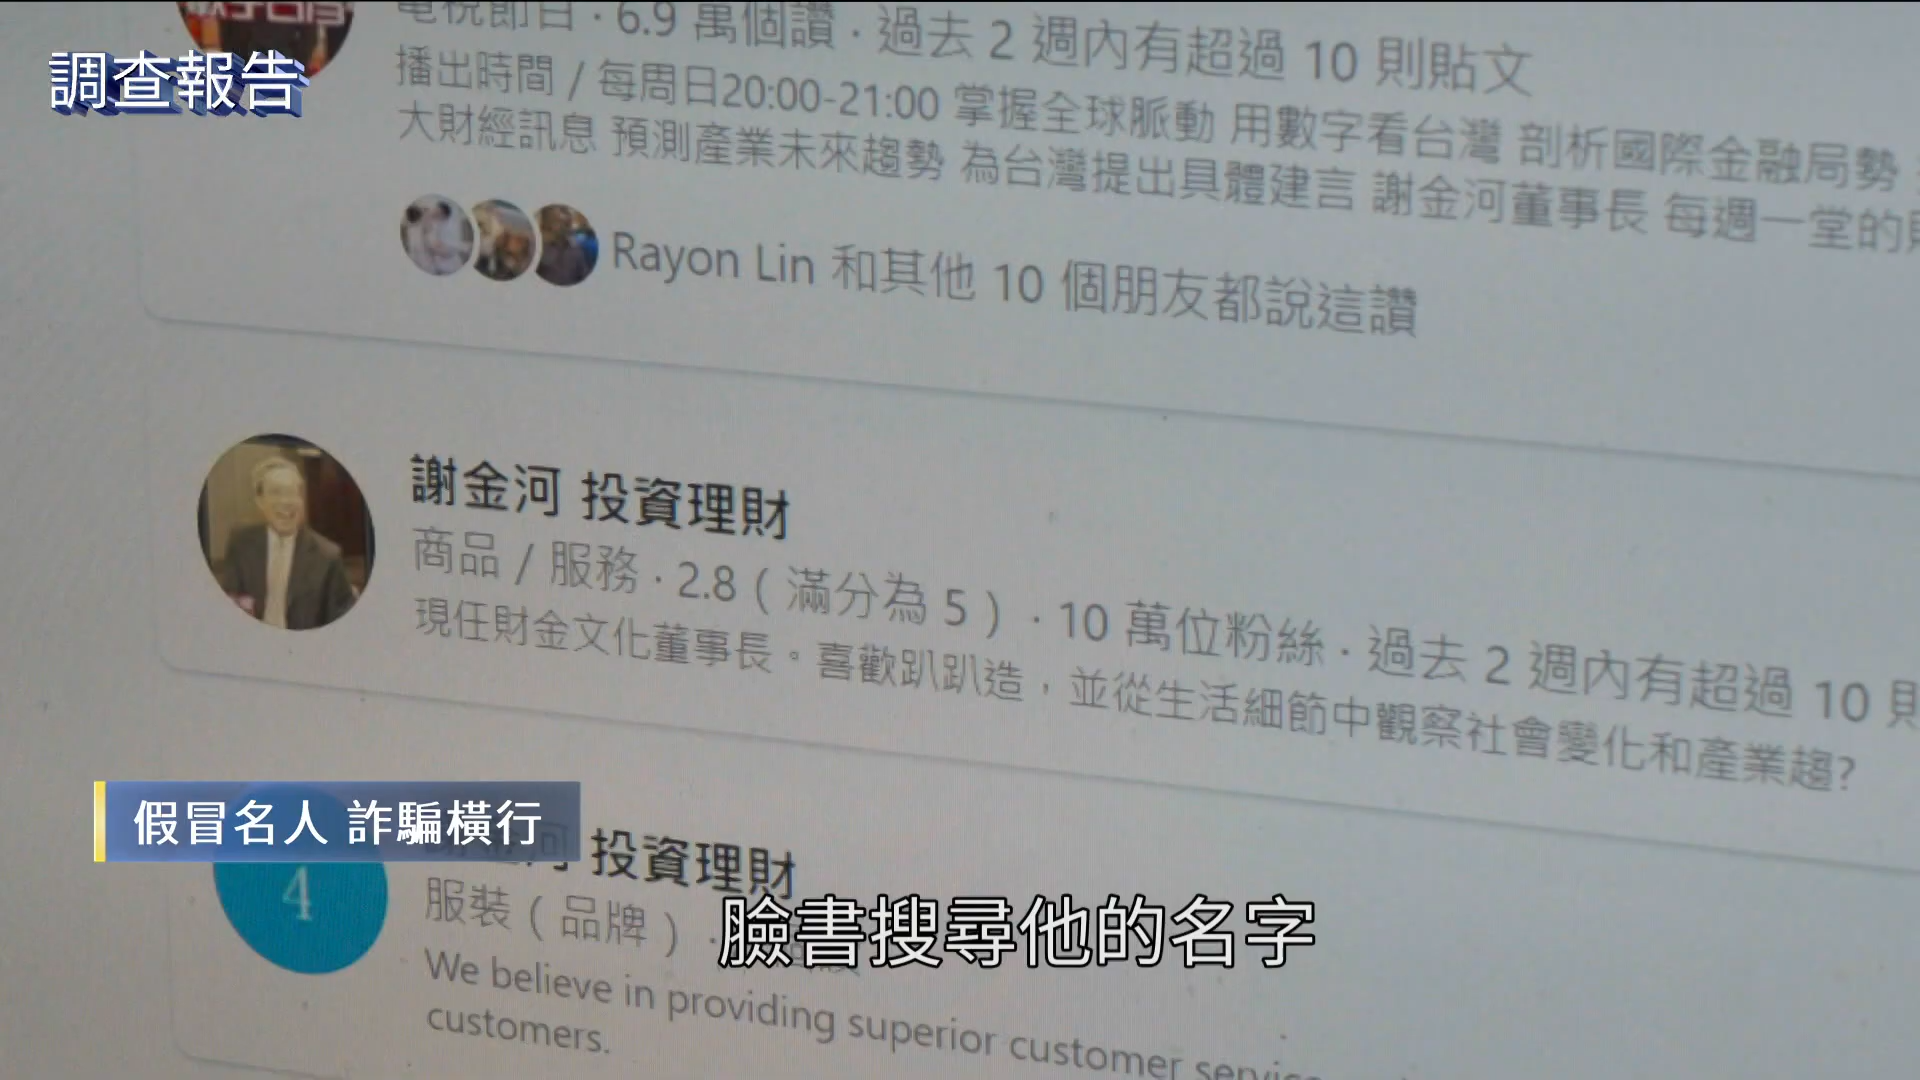 調查報告
電視節目 · 6.9 萬個讚 · 過去 2 週內有超過 10 則貼文
播出時間 / 每周日20:00-21:00 掌握全球脈動 用數字看台灣 剖析國際金融局勢
大財經訊息 預測產業未來趨勢 為台灣提出具體建言 謝金河董事長 每週一堂的
Rayon Lin 和其他 10 個朋友都說這讚
謝金河 投資理財
商品 / 服務 · 2.8 ( 滿分為 5 ) · 10 萬位粉絲 · 過去 2 週內有超過 10 則
現任財金文化董事長。喜歡趴趴造，並從生活細節中觀察社會變化和產業趨?
假冒名人 詐騙橫行
河 投資理財
4
服裝 ( 品牌 ) ·
臉書搜尋他的名字
We believe in providing superior customer service
customers.